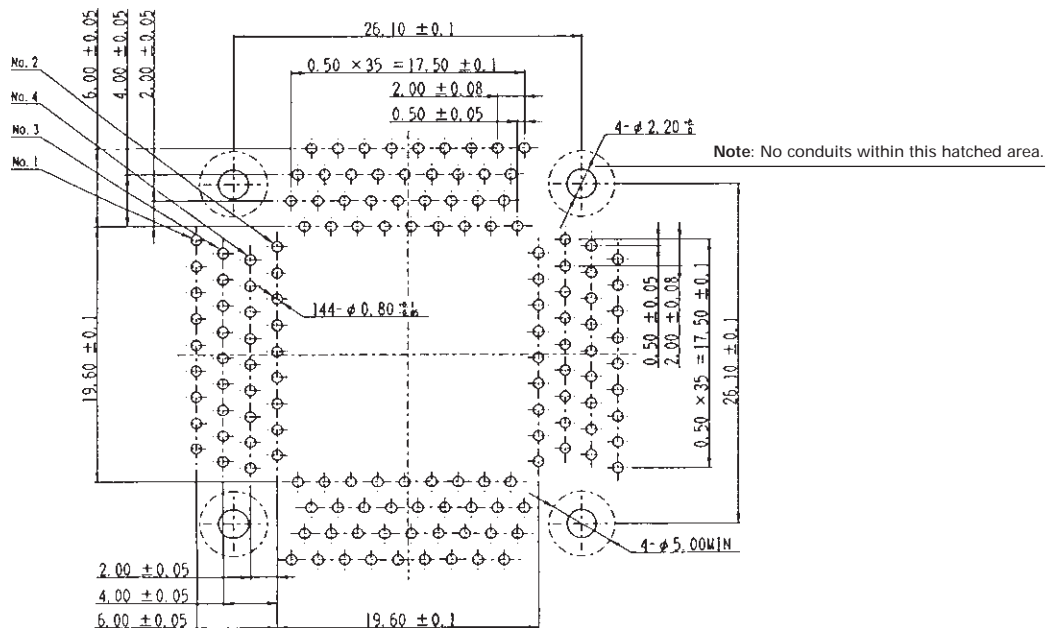 26.10 ±0.1
0.50 × 35 = 17.50 ±0.1
2.00 ±0.08
0.50 ±0.05
6.00 ±0.05
4.00 ±0.05
2.00 ±0.05
No. 2
No. 4
No. 3
No. 1
4-φ2.20
Note: No conduits within this hatched area.
144-φ0.80
19.60 ±0.1
0.50 ±0.05
2.00 ±0.08
0.50 × 35 = 17.50 ±0.1
26.10 ±0.1
4-φ5.00MIN
2.00 ±0.05
4.00 ±0.05
6.00 ±0.05
19.60 ±0.1